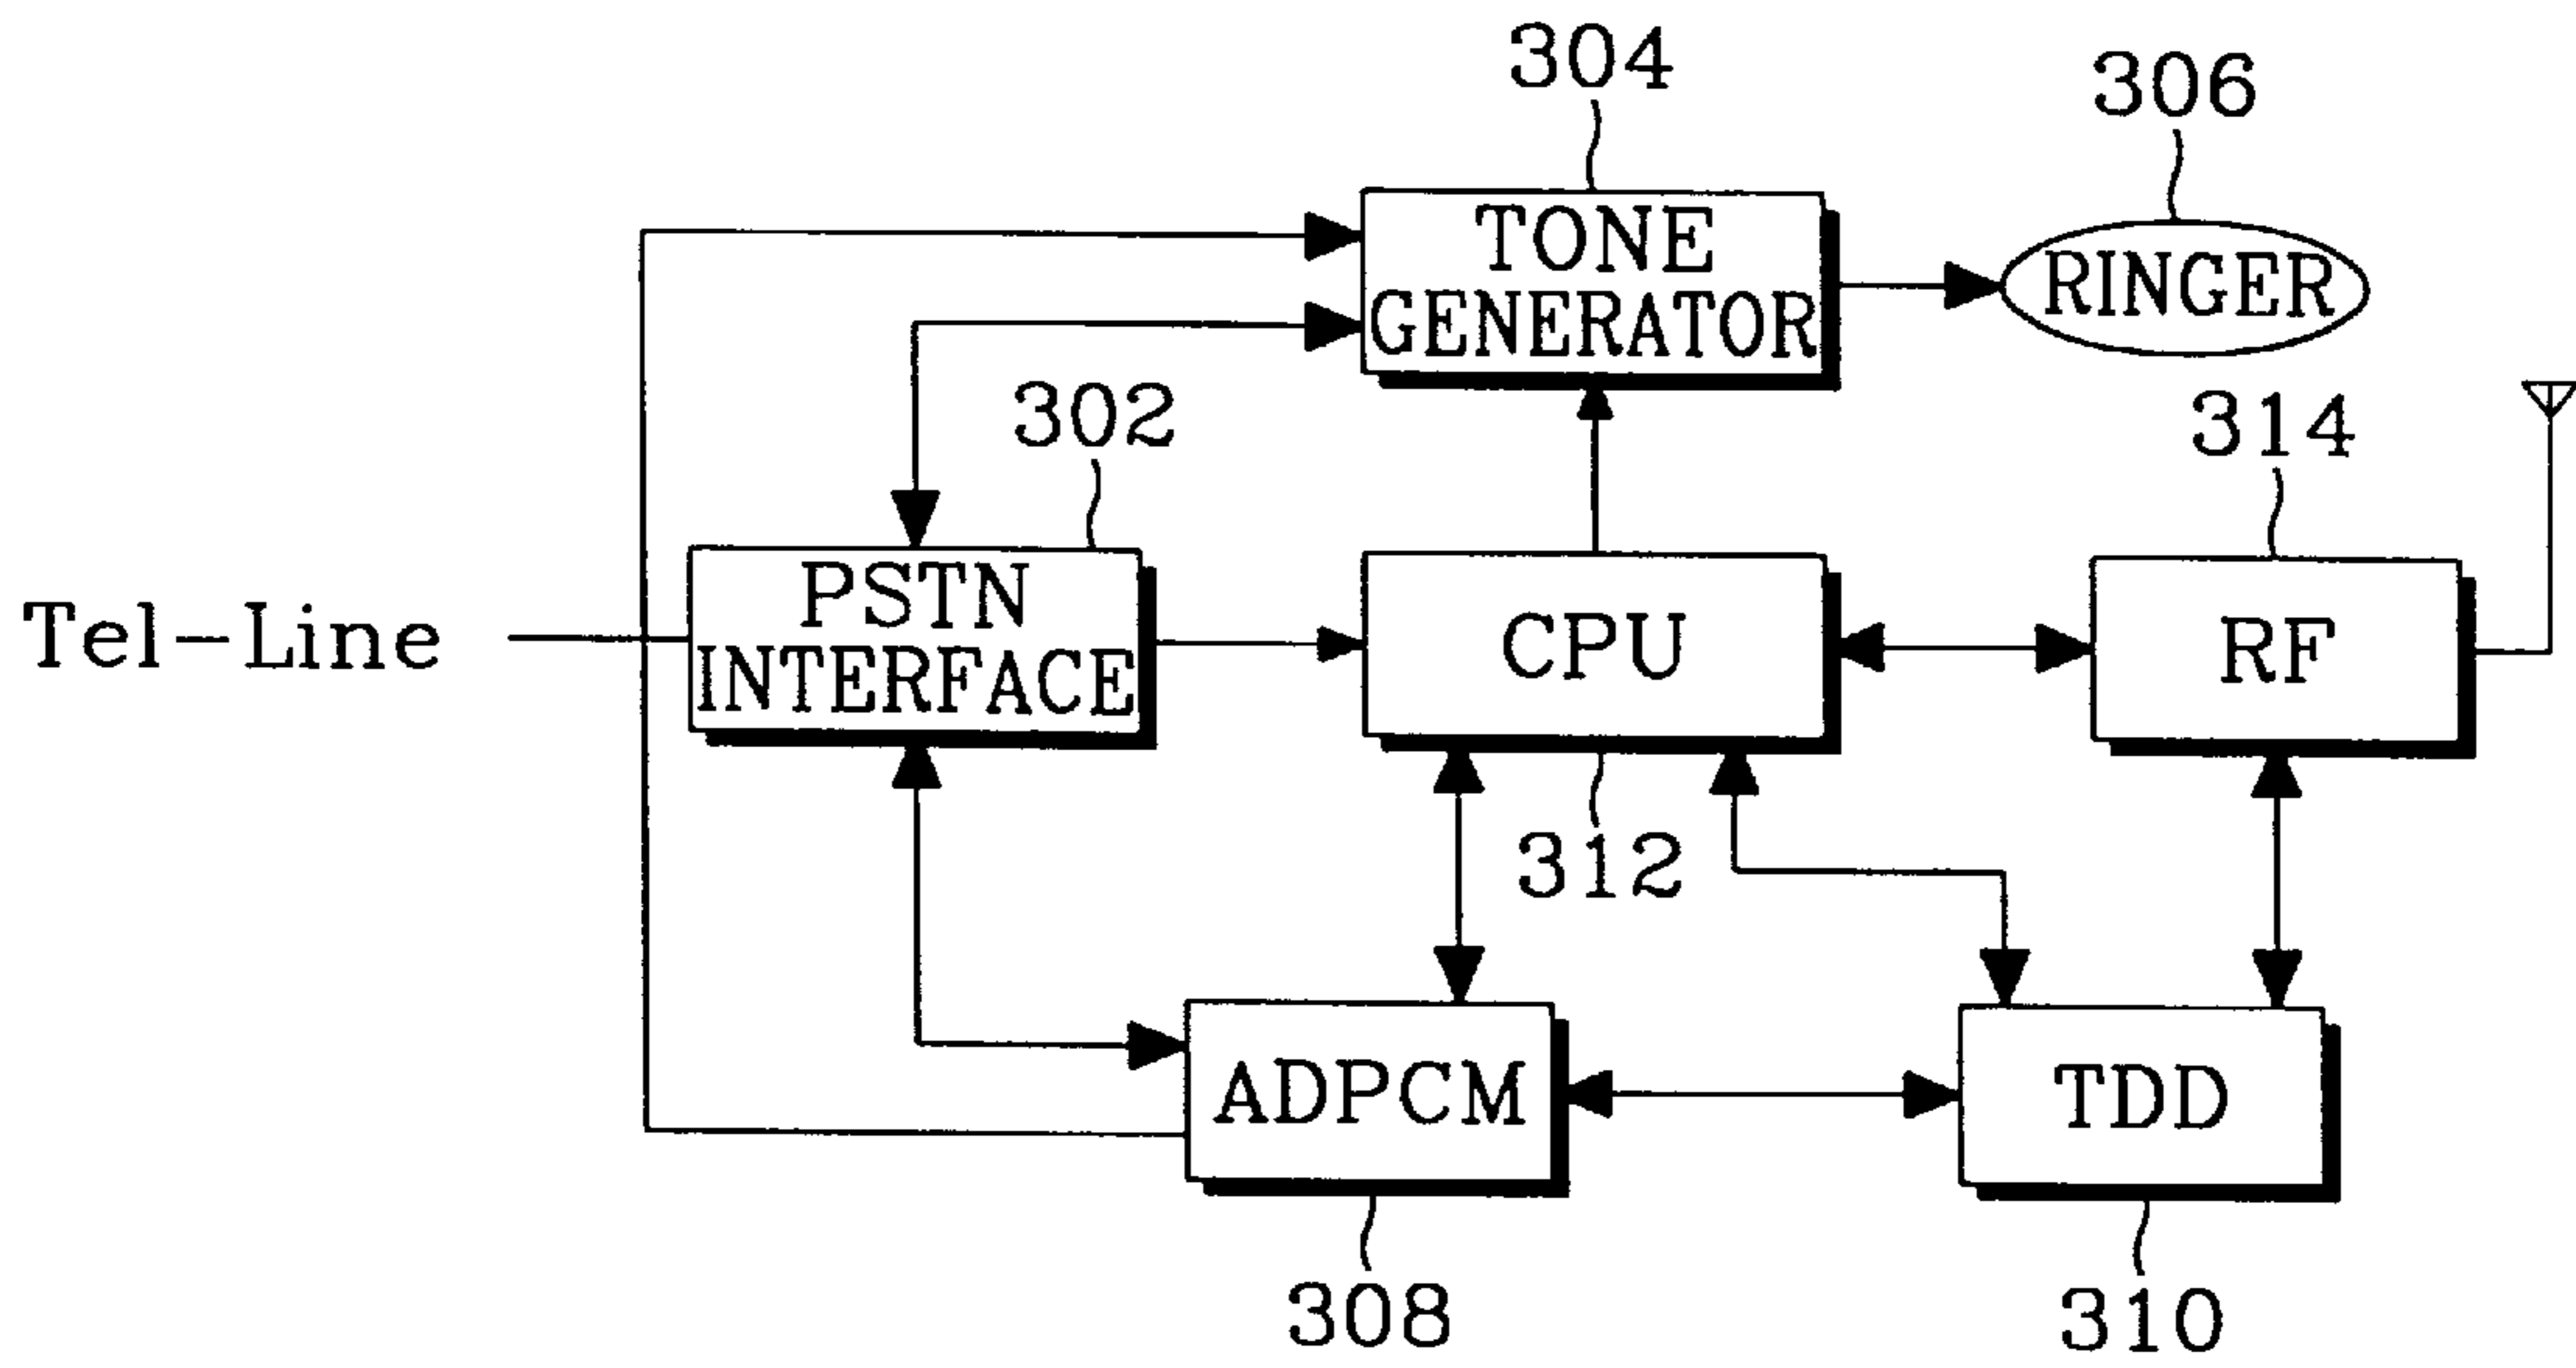 304
306
TONE
GENERATOR
RINGER
302
314
Tel-Line
PSTN
INTERFACE
CPU
RF
312
ADPCM
TDD
308
310